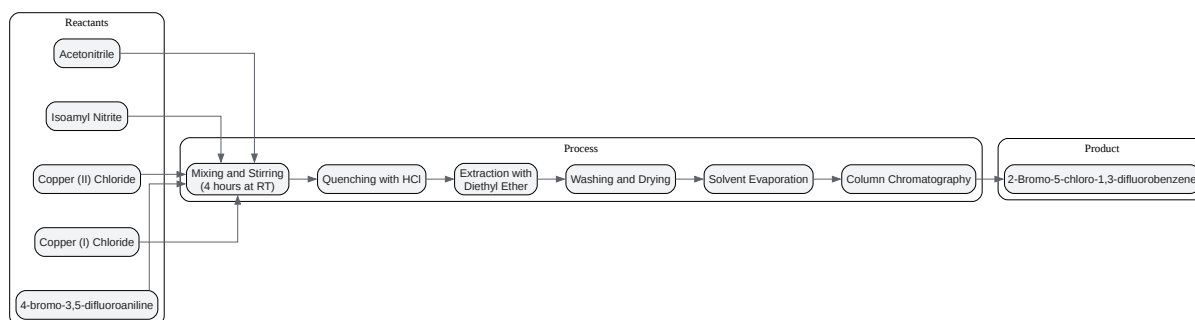 Reactants
Acetonitrile
Isoamyl Nitrite
Copper (II) Chloride
Copper (I) Chloride
4-bromo-3,5-difluoroaniline
Process
Mixing and Stirring
(4 hours at RT)
Quenching with HCl
Extraction with
Diethyl Ether
Washing and Drying
Solvent Evaporation
Column Chromatography
Product
2-Bromo-5-chloro-1,3-difluorobenzene